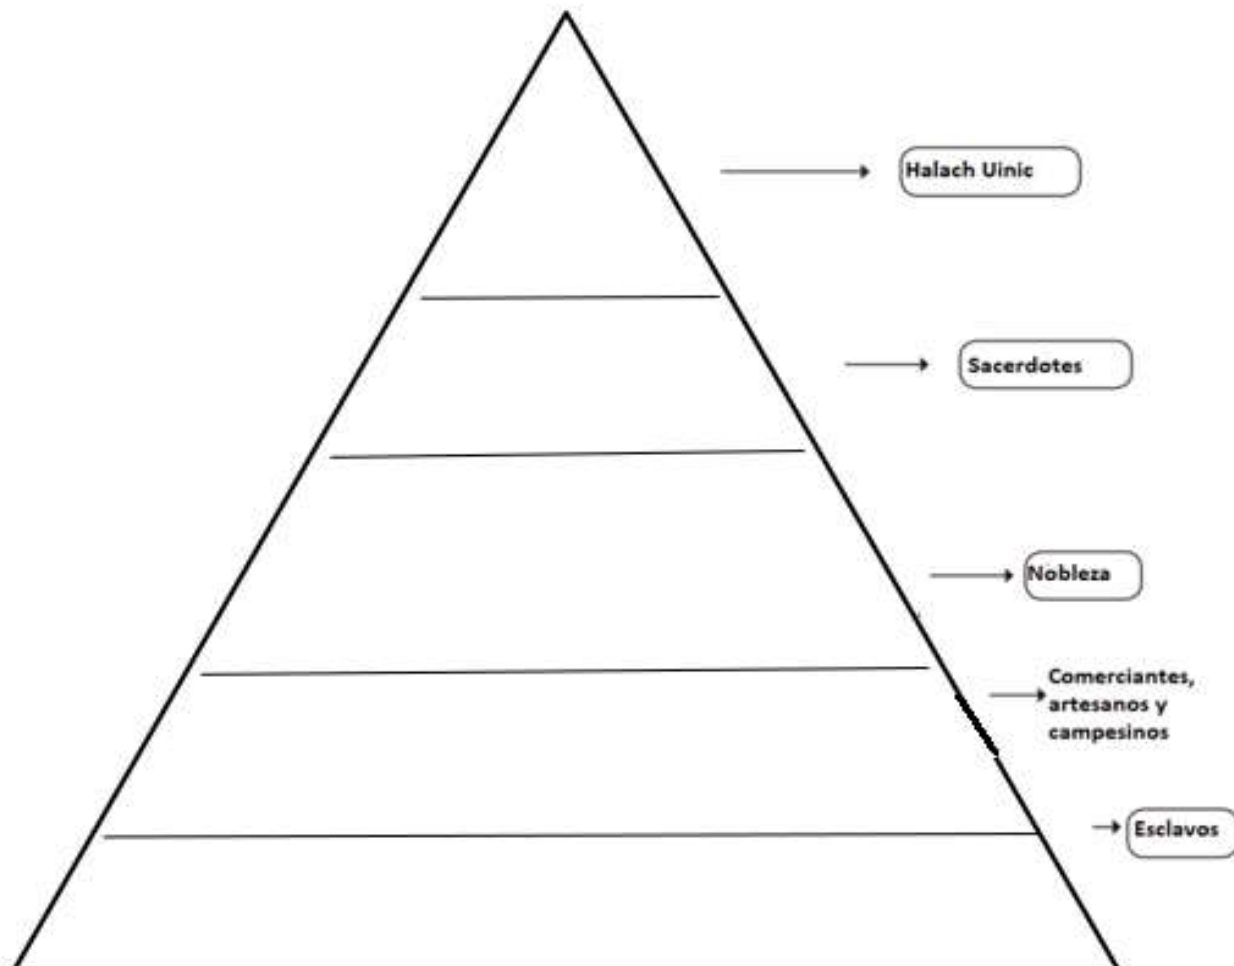 Halach Uinic
Sacerdotes
Nobleza
Comerciantes,
artesanos y
campesinos
Esclavos